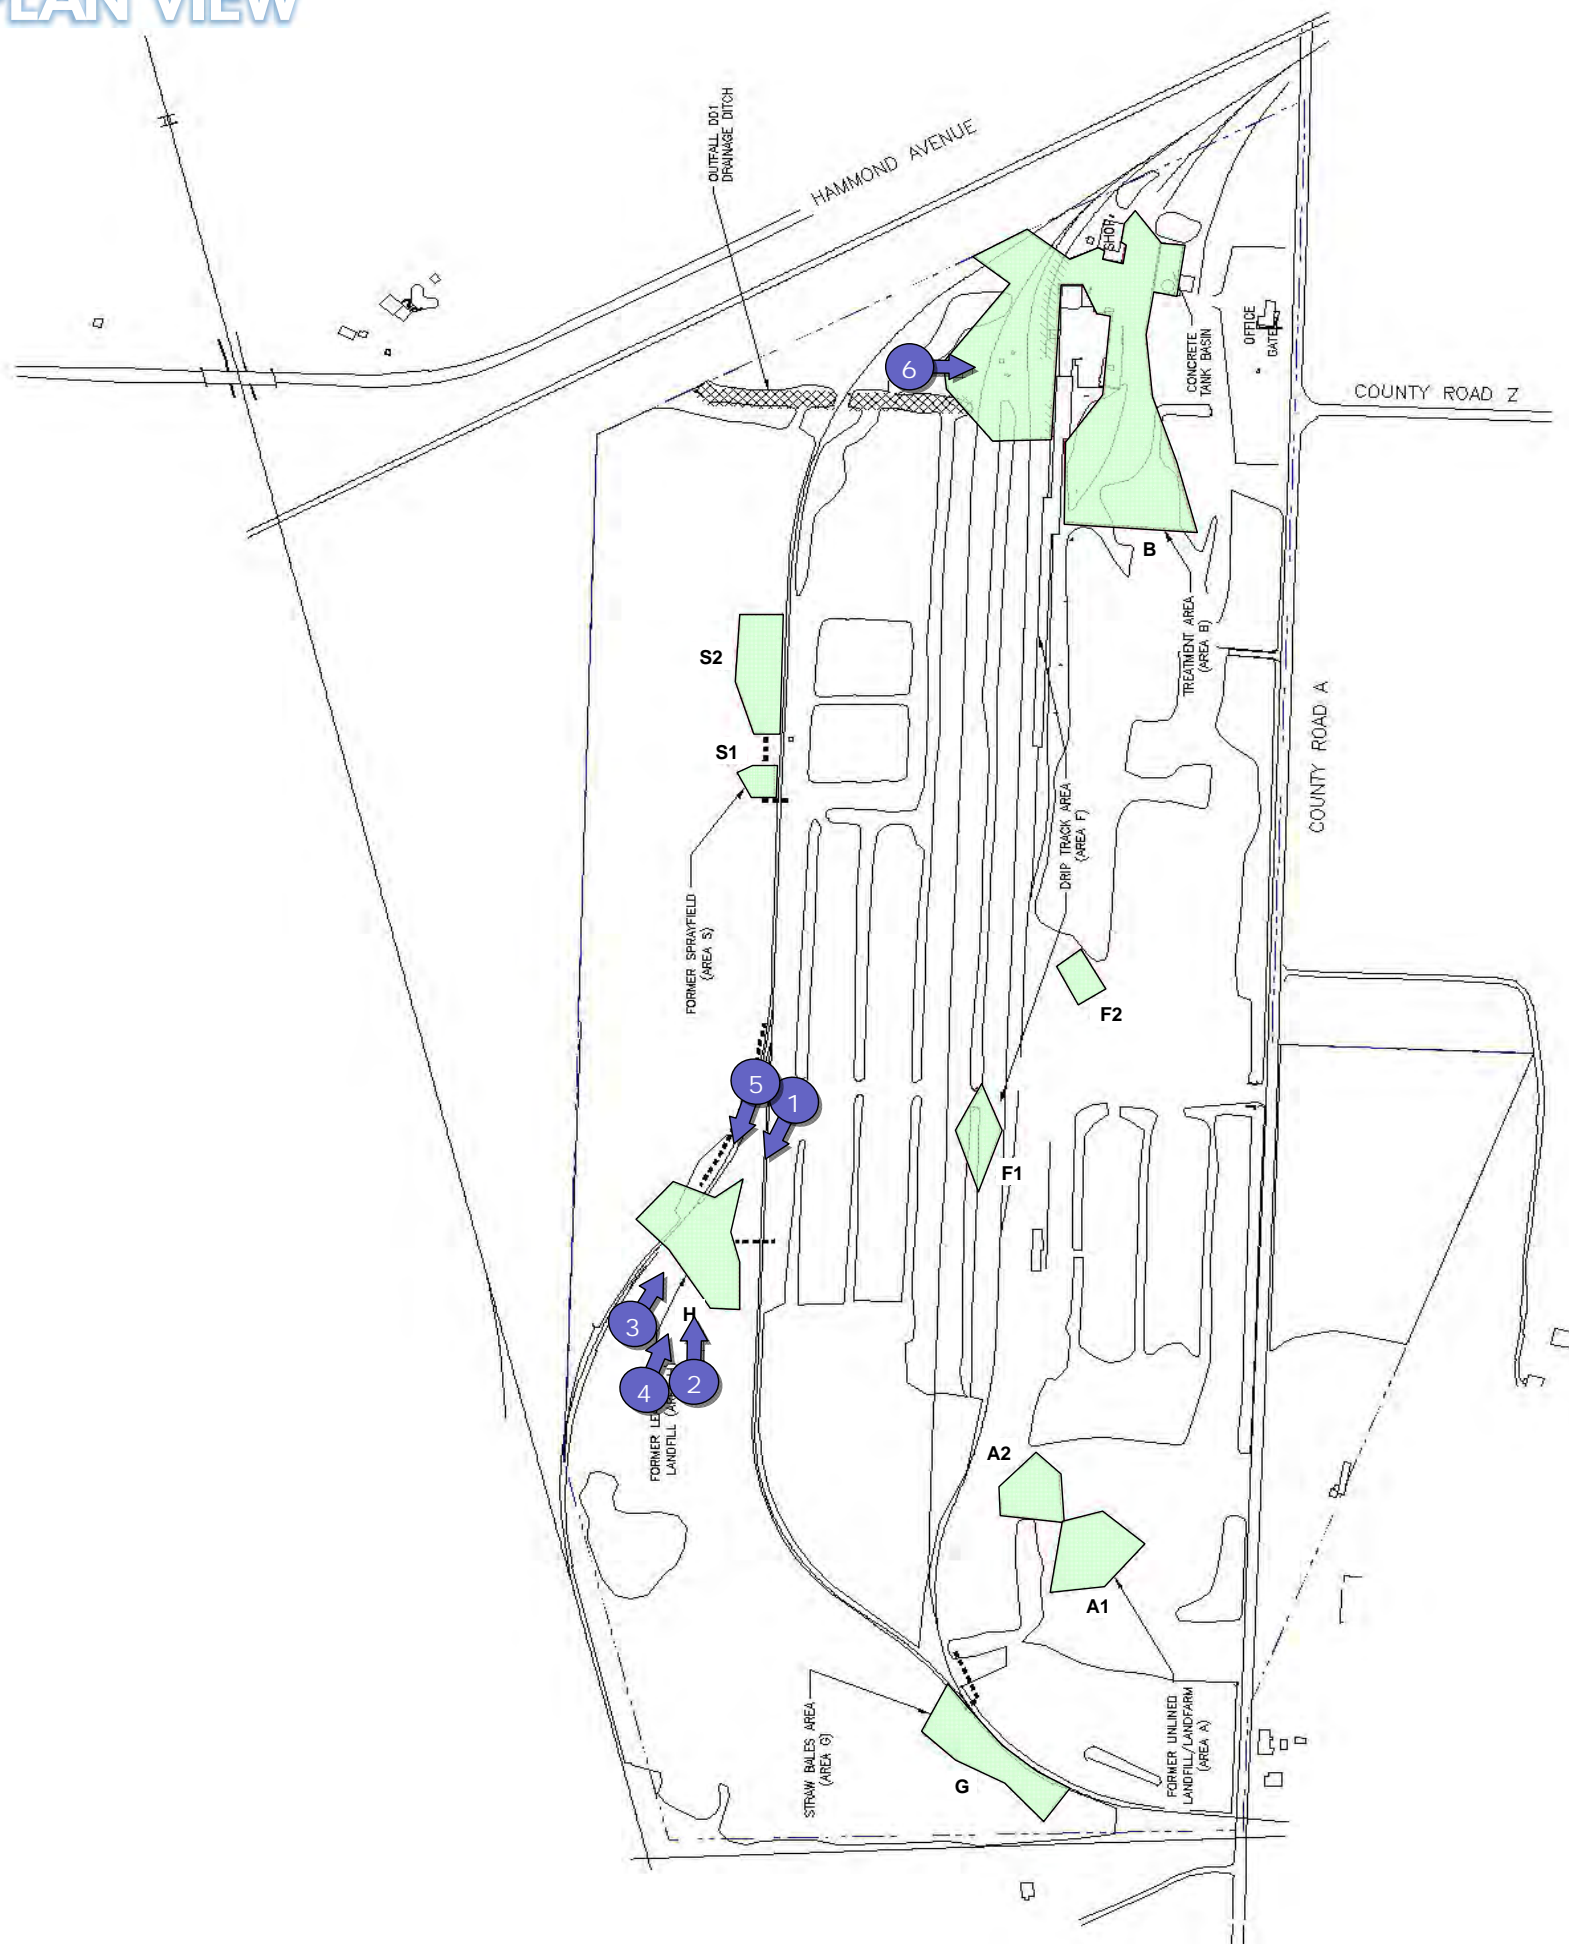 PLAN VIEW
OUTFALL DD1
DRAINAGE DITCH
HAMMOND AVENUE
SHOP
OFFICE
GATE
CONCRETE
TANK BASIN
COUNTY ROAD Z
6
B
TREATMENT AREA
(AREA B)
S2
S1
COUNTY ROAD A
DRIP TRACK AREA
(AREA F)
FORMER SPRAYFIELD
(AREA S)
F2
5
1
F1
H
3
4
2
FORMER
LANDFILL
A2
A1
STRAW BALES AREA
(AREA G)
G
FORMER UNLINED
LANDFILL/LANDFARM
(AREA A)